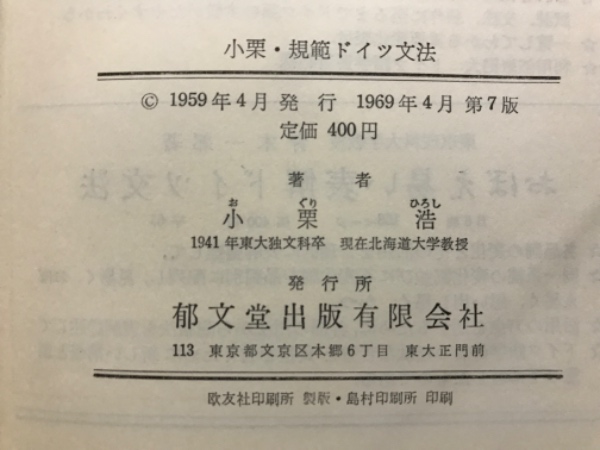 小栗・規範ドイツ文法
© 1959年4月 発 行 1969年4月 第7版
定価 400円
著 者
お ぐり ひろし
小 栗 浩
1941年東大独文科卒 現在北海道大学教授
発 行 所
郁文堂出版有限会社
113 東京都文京区本郷6丁目 東大正門前
欧友社印刷所 製版・島村印刷所 印刷